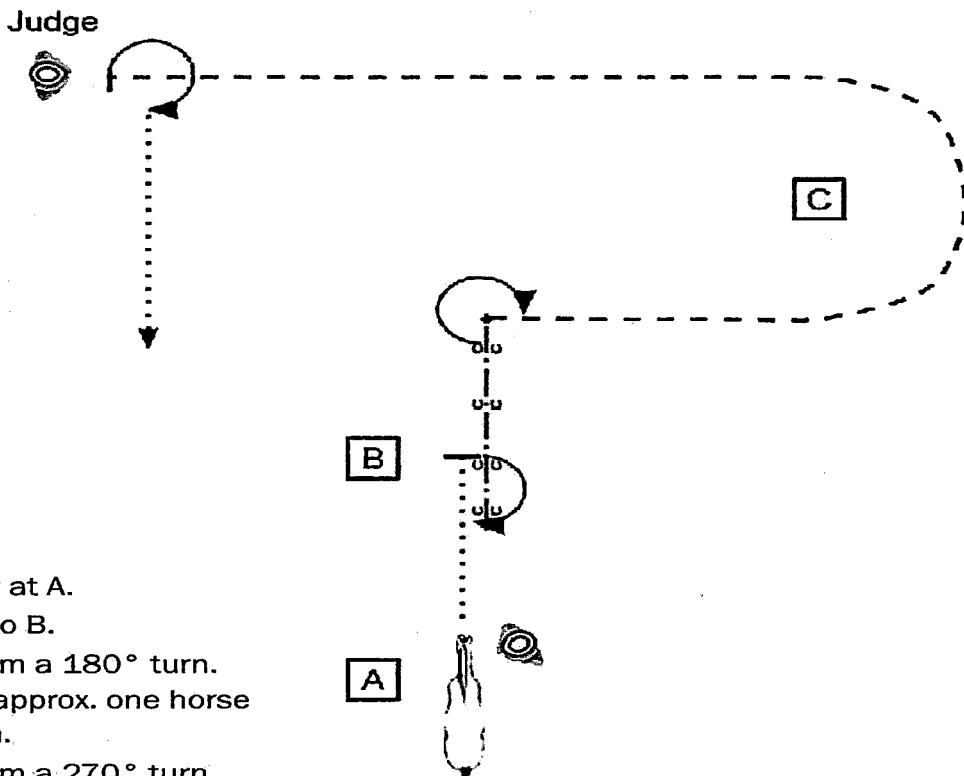 Judge
C
B
A
at A.
o B.
m a 180° turn.
approx. one horse
m a 270° turn